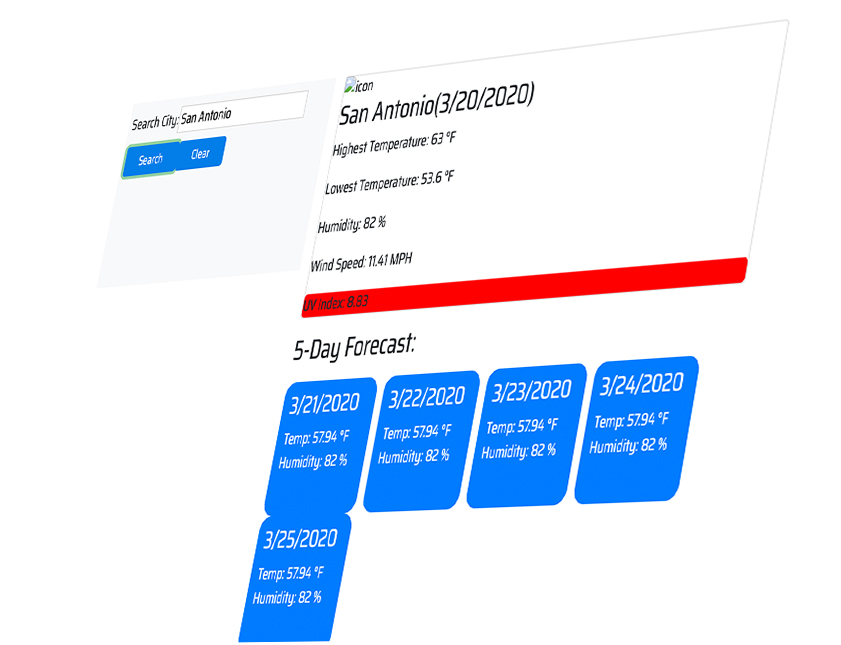 Search City: San Antonio
Search Clear
icon
San Antonio(3/20/2020)
Highest Temperature: 63 °F
Lowest Temperature: 53.6 °F
Humidity: 82 %
Wind Speed: 11.41 MPH
UV Index: 8.83
5-Day Forecast:
3/21/2020
Temp: 57.94 °F
Humidity: 82 %
3/22/2020
Temp: 57.94 °F
Humidity: 82 %
3/23/2020
Temp: 57.94 °F
Humidity: 82 %
3/24/2020
Temp: 57.94 °F
Humidity: 82 %
3/25/2020
Temp: 57.94 °F
Humidity: 82 %